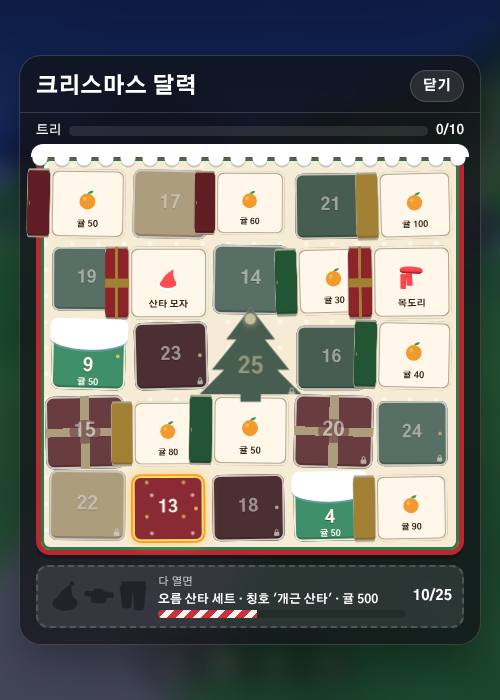 크리스마스 달력
닫기
트리
0/10
귤 50
17
귤 60
21
귤 100
19
산타 모자
14
귤 30
목도리
9
귤 50
23
25
16
귤 40
15
귤 80
귤 50
20
24
22
13
18
4
귤 50
귤 90
다 열면
오름 산타 세트 · 칭호 ‘개근 산타’ · 귤 500
10/25